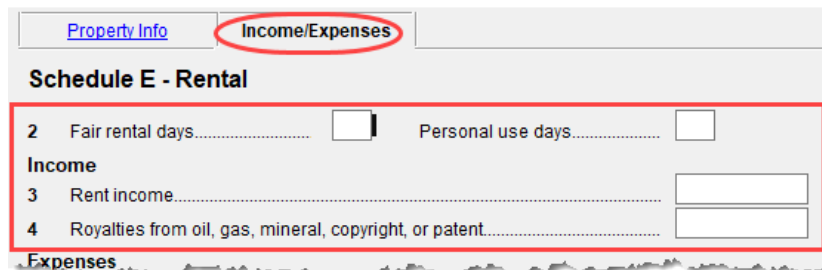 Property Info Income/Expenses
Schedule E - Rental
2 Fair rental days........................... Personal use days.....................
Income
3 Rent income..........................................................................................................................
4 Royalties from oil, gas, mineral, copyright, or patent............................................
Expenses